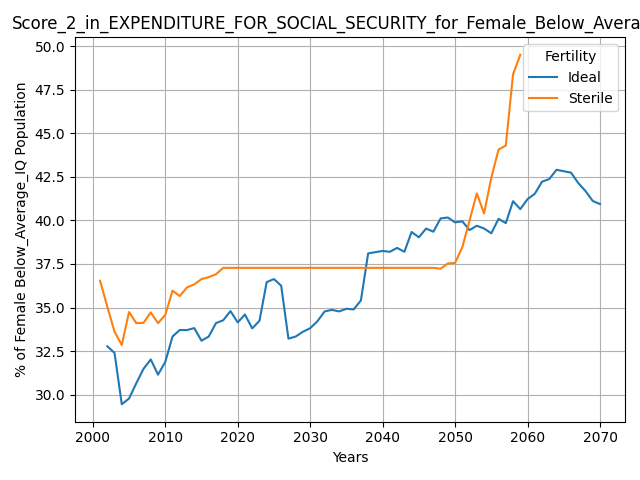 Score_2_in_EXPENDITURE_FOR_SOCIAL_SECURITY_for_Female_Below_Avera
% of Female Below_Average_IQ Population
50.0
47.5
45.0
42.5
40.0
37.5
35.0
32.5
30.0
Fertility
Ideal
Sterile
2000 2010 2020 2030 2040 2050 2060 2070
Years